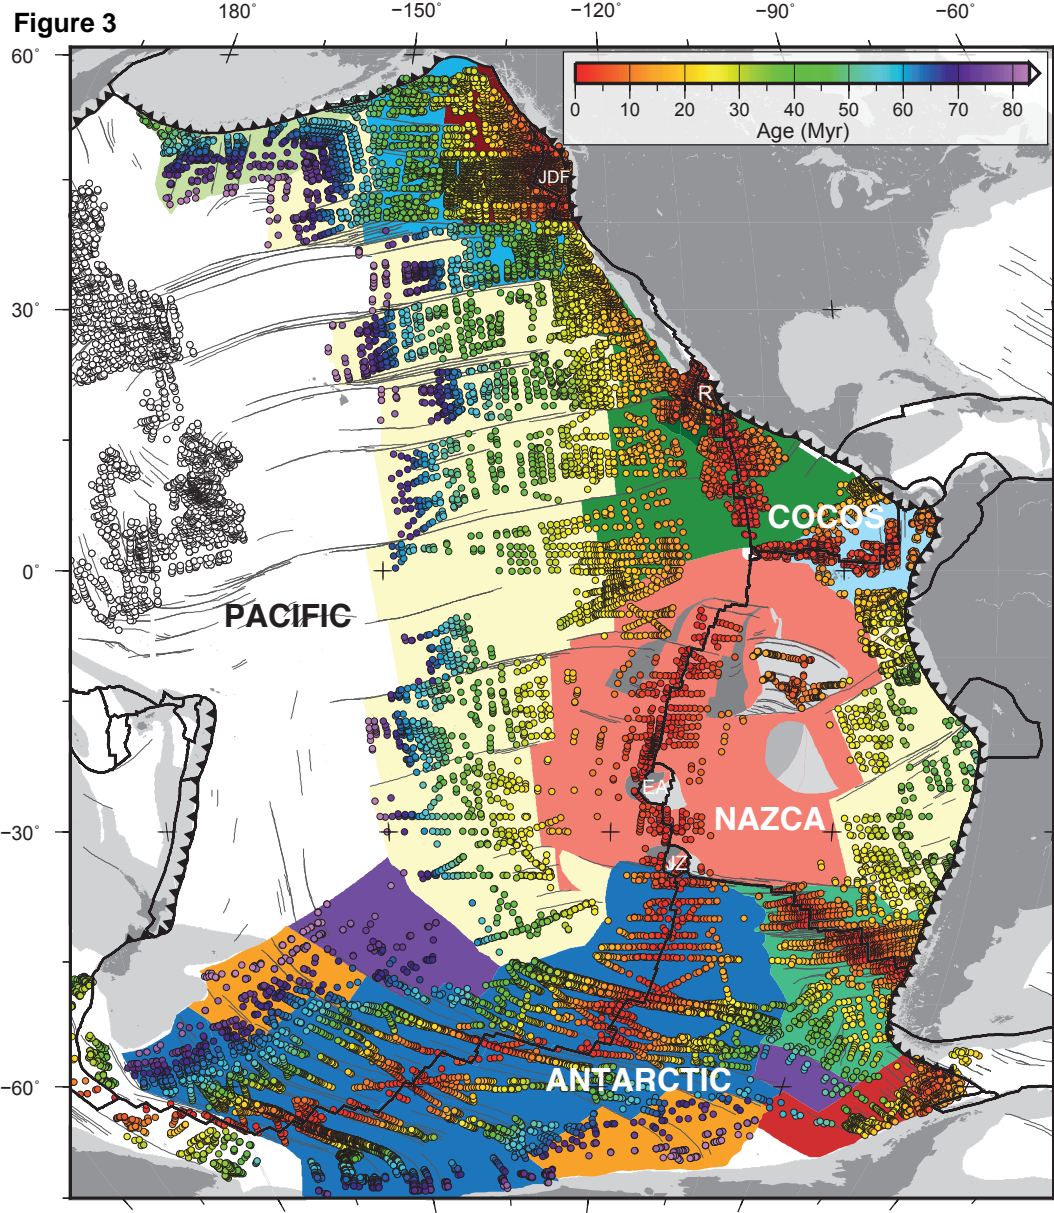 Figure 3
180° −150° −120° −90° −60°
60°
0 10 20 30 40 50 60 70 80
Age (Myr)
JDF
30°
R
COCOS
0°
PACIFIC
EA
−30°
NAZCA
JZ
ANTARCTIC
−60°